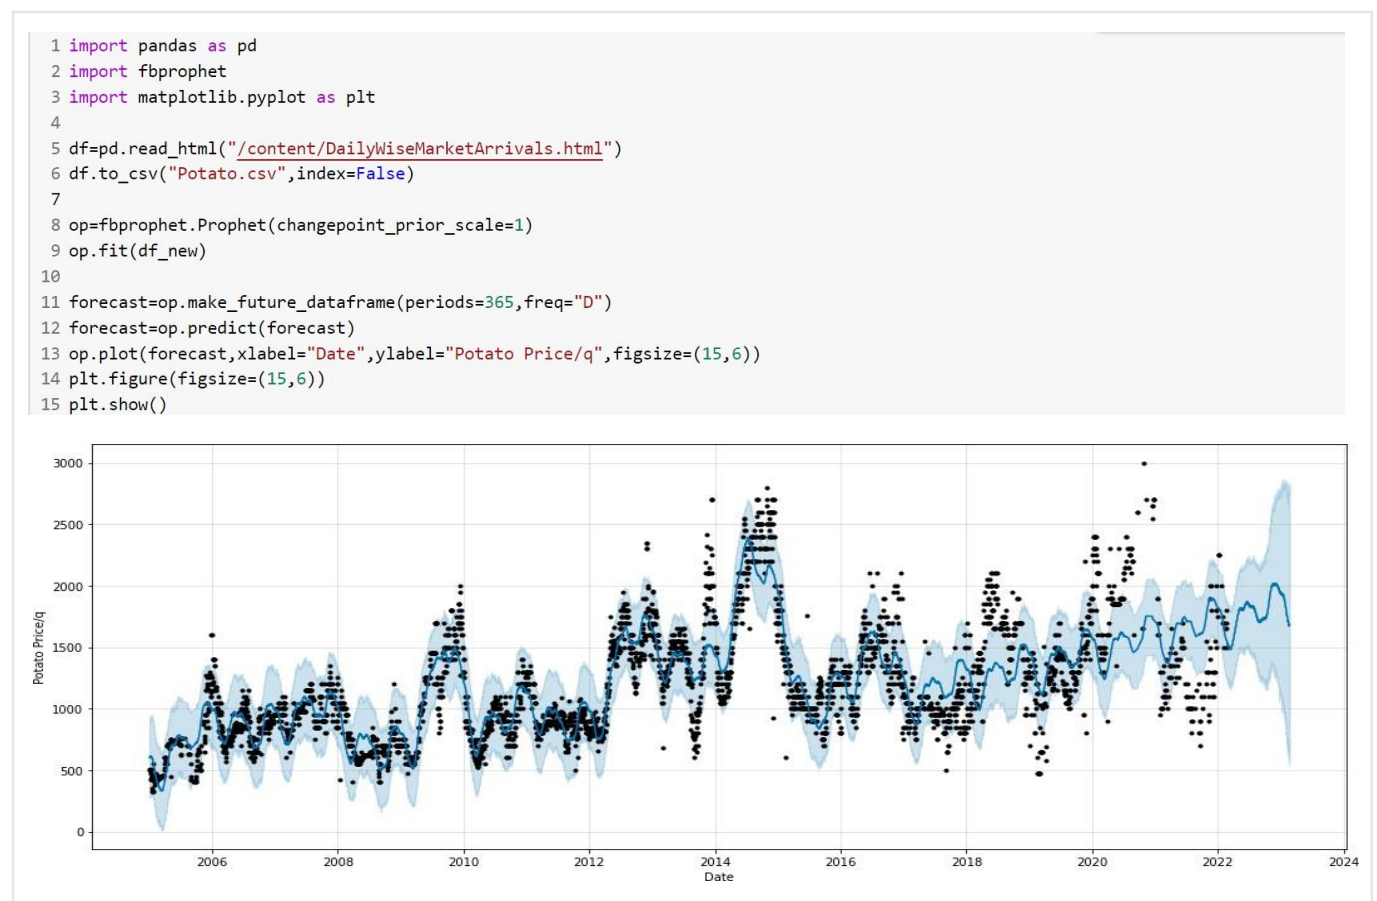 1 import pandas as pd
2 import fbprophet
3 import matplotlib.pyplot as plt
4
5 df=pd.read_html("/content/DailyWiseMarketArrivals.html")
6 df.to_csv("Potato.csv",index=False)
7
8 op=fbprophet.Prophet(changepoint_prior_scale=1)
9 op.fit(df_new)
10
11 forecast=op.make_future_dataframe(periods=365,freq="D")
12 forecast=op.predict(forecast)
13 op.plot(forecast,xlabel="Date",ylabel="Potato Price/q",figsize=(15,6))
14 plt.figure(figsize=(15,6))
15 plt.show()
3000
2500
2000
1500
1000
500
0
Potato Price/q
2006 2008 2010 2012 2014 2016 2018 2020 2022 2024
Date